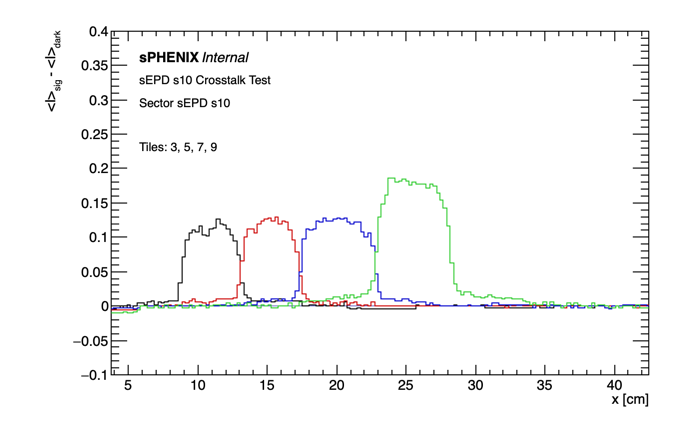 0.4
0.35
0.3
0.25
0.2
0.15
0.1
0.05
0
−0.05
−0.1
<I>sig - <I>dark
sPHENIX Internal
sEPD s10 Crosstalk Test
Sector sEPD s10
Tiles: 3, 5, 7, 9
5 10 15 20 25 30 35 40
x [cm]